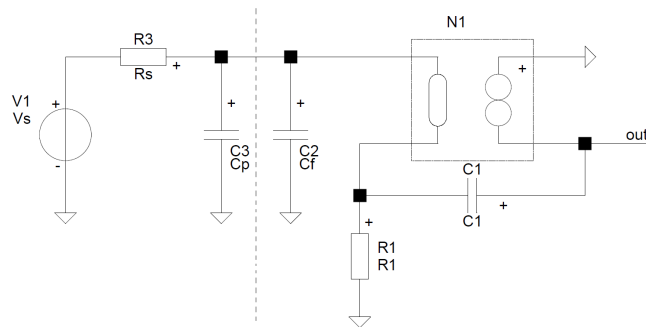 N1
R3
+
Rs
+
+
+
V1
+
Vs
-
C3
Cp
C2
Cf
out
C1
+
C1
+
R1
R1